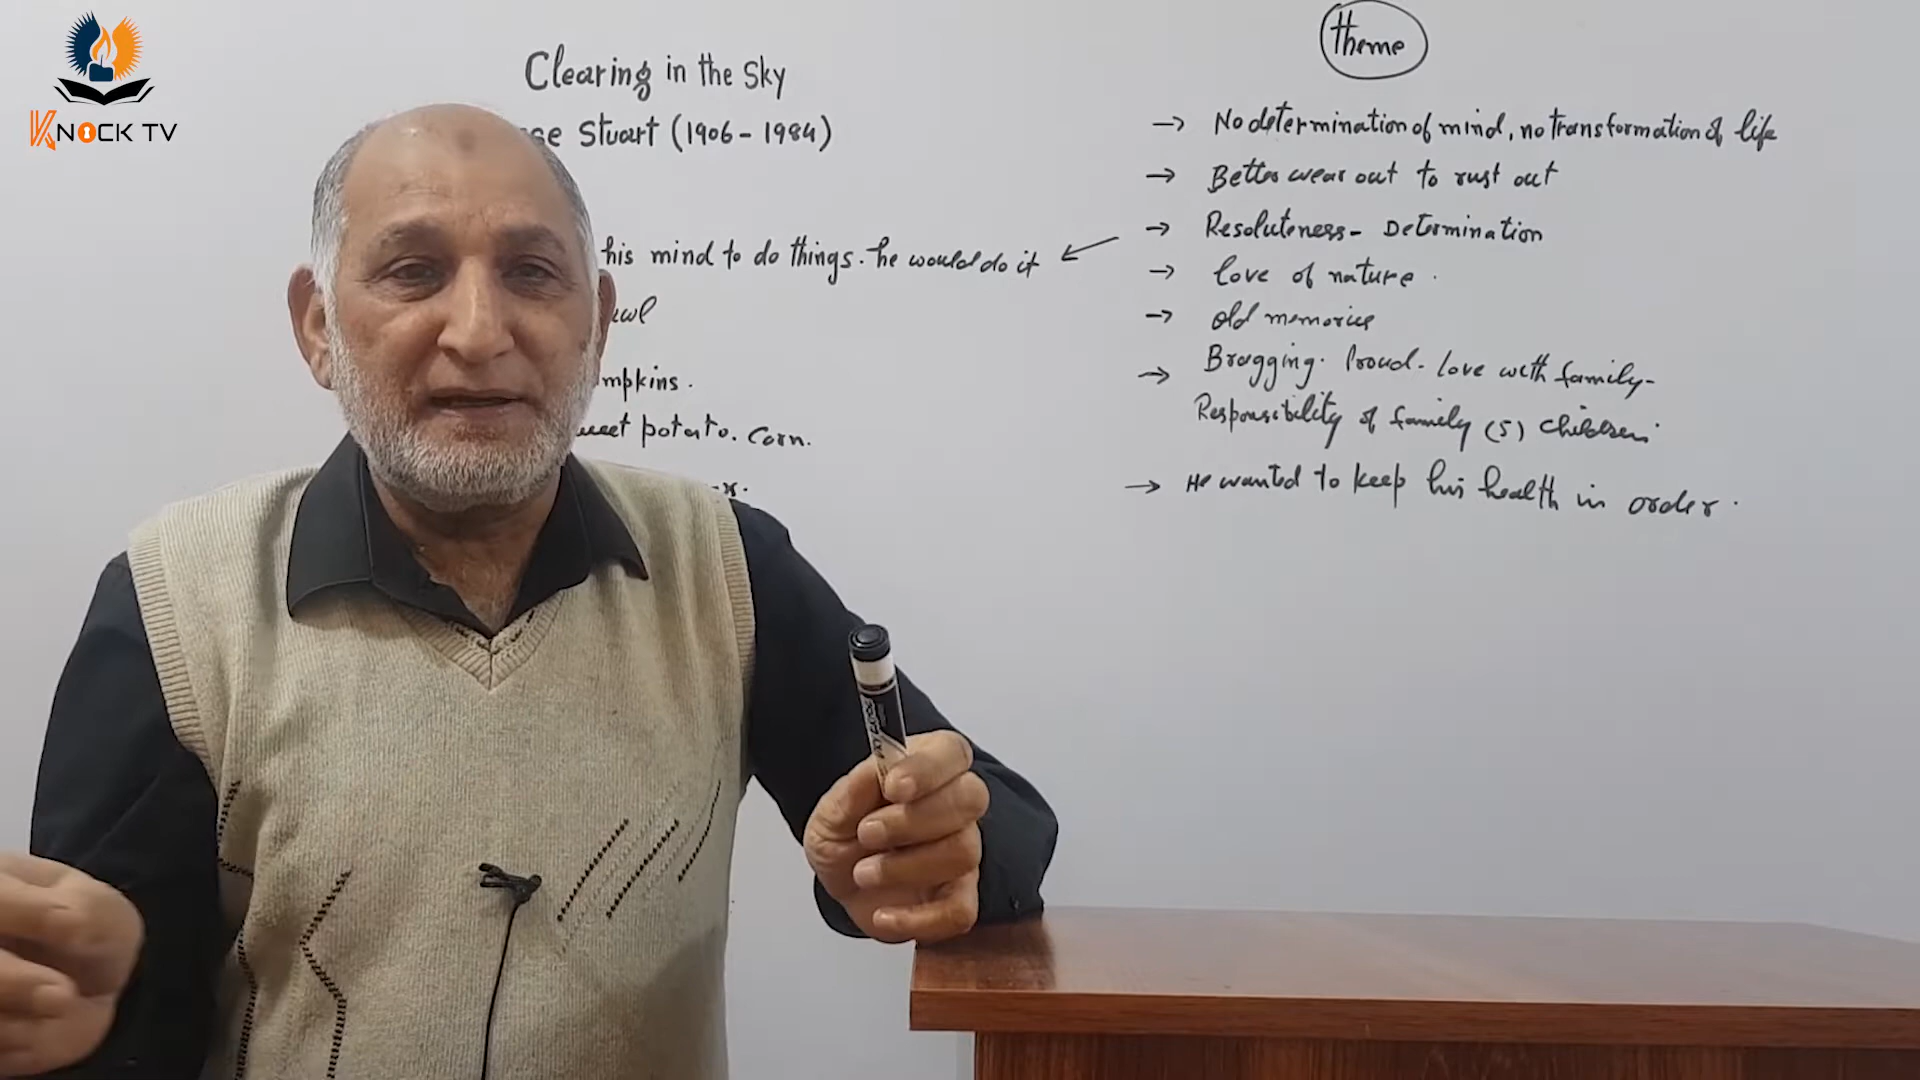 KNOCK TV
Clearing in the Sky
se Stuart (1906 - 1984)
his mind to do things. he would do it
mpkins.
potato. Corn.
theme
→ No determination of mind, no transformation of life
→ Better wear out to rust out
→ Resoluteness - Determination
→ love of nature.
→ old memories
→ Bragging. Proud. love with family-
Responsibility of family (5) children.
→ He wanted to keep his health in order.